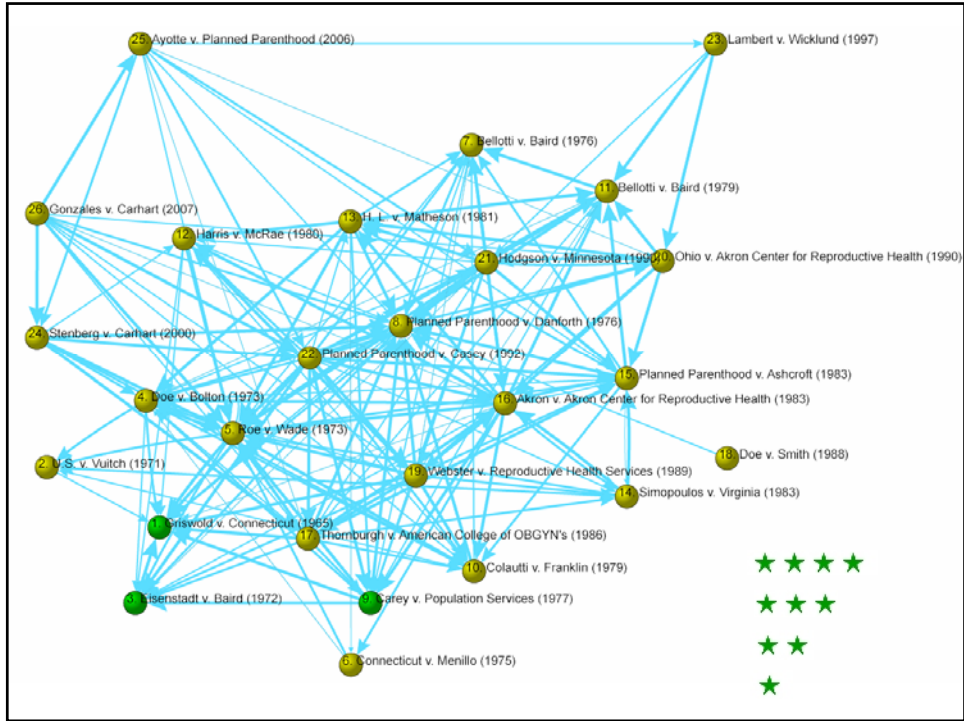 25. Ayotte v. Planned Parenthood (2006)
23. Lambert v. Wicklund (1997)
7. Bellotti v. Baird (1976)
11. Bellotti v. Baird (1979)
26. Gonzales v. Carhart (2007)
13. H. L. v. Matheson (1981)
12. Harris v. McRae (1980)
21. Hodgson v. Minnesota (1990)
0. Ohio v. Akron Center for Reproductive Health (1990)
8. Planned Parenthood v. Danforth (1976)
24. Stenberg v. Carhart (2000)
22. Planned Parenthood v. Casey (1992)
15. Planned Parenthood v. Ashcroft (1983)
4. Doe v. Bolton (1973)
16. Akron v. Akron Center for Reproductive Health (1983)
5. Roe v. Wade (1973)
18. Doe v. Smith (1988)
2. U.S. v. Vuitch (1971)
19. Webster v. Reproductive Health Services (1989)
14. Simopoulos v. Virginia (1983)
1. Griswold v. Connecticut (1965)
17. Thornburgh v. American College of OBGYN's (1986)
10. Colautti v. Franklin (1979)
3. Eisenstadt v. Baird (1972)
9. Carey v. Population Services (1977)
6. Connecticut v. Menillo (1975)